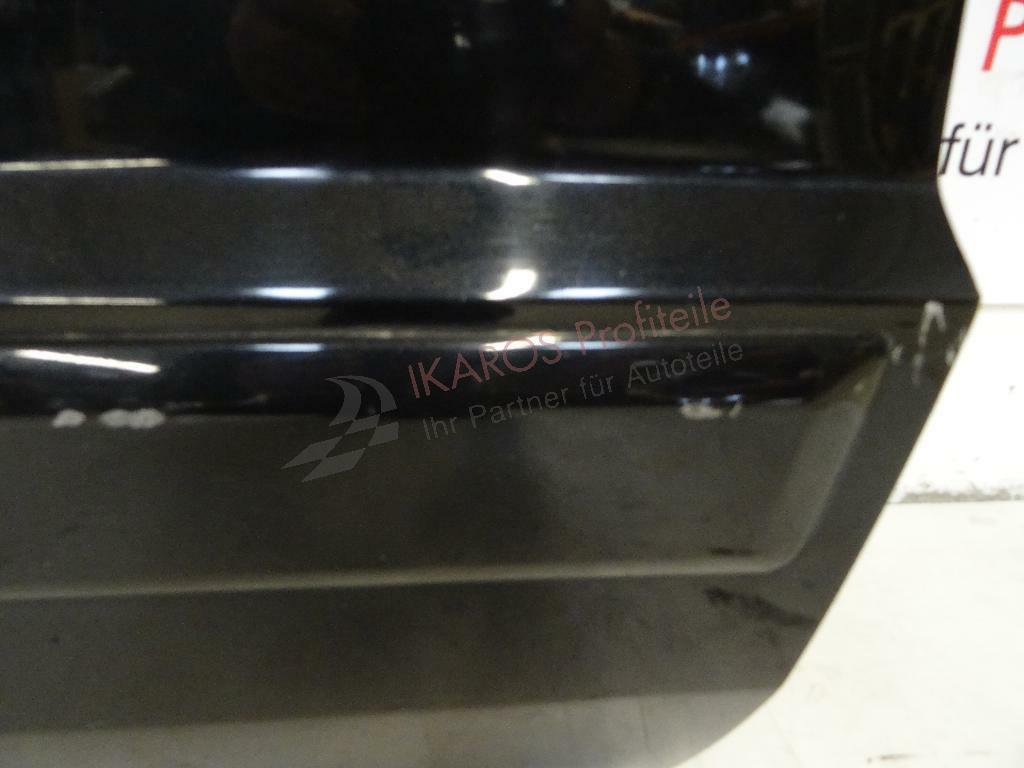 P
für
IKAROS Profiteile
Ihr Partner für Autoteile